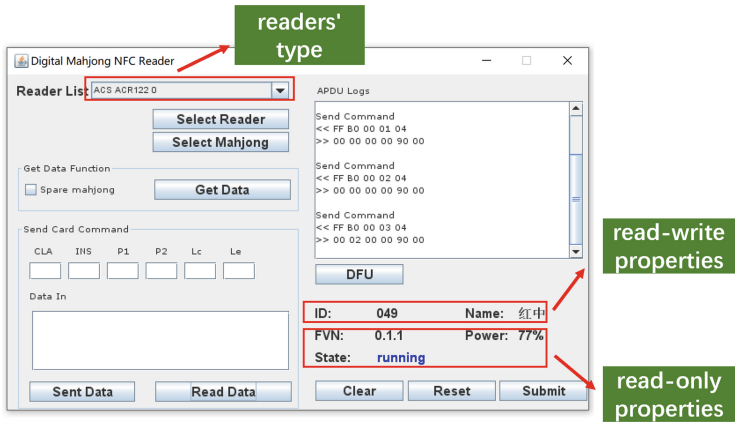 readers'
type
Digital Mahjong NFC Reader
Reader List
ACS ACR122 0
Select Reader
Select Mahjong
Get Data Function
Spare mahjong
Get Data
Send Card Command
CLA INS P1 P2 Lc Le
Data In
Sent Data
Read Data
APDU Logs
Send Command
<< FF B0 00 01 04
>> 00 00 00 00 90 00
Send Command
<< FF B0 00 02 04
>> 00 00 00 00 90 00
Send Command
<< FF B0 00 03 04
>> 00 02 00 00 90 00
DFU
ID: 049 Name: 红中
FVN: 0.1.1 Power: 77%
State: running
Clear Reset Submit
read-write
properties
read-only
properties